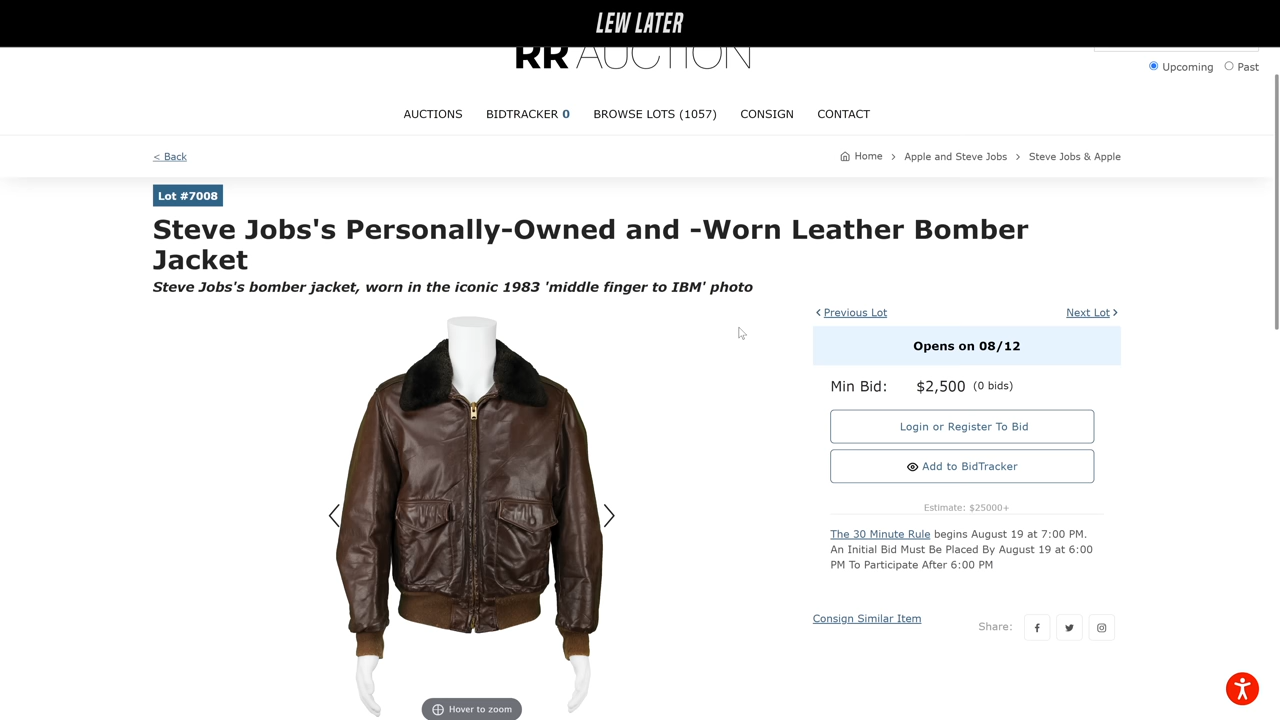 LEW LATER
RR AUCTION
Upcoming Past
AUCTIONS BIDTRACKER 0 BROWSE LOTS (1057) CONSIGN CONTACT
< Back
Home > Apple and Steve Jobs > Steve Jobs & Apple
Lot #7008
Steve Jobs's Personally-Owned and -Worn Leather Bomber
Jacket
Steve Jobs's bomber jacket, worn in the iconic 1983 'middle finger to IBM' photo
Previous Lot Next Lot
Opens on 08/12
Min Bid: $2,500 (0 bids)
Login or Register To Bid
Add to BidTracker
Estimate: $25000+
The 30 Minute Rule begins August 19 at 7:00 PM.
An Initial Bid Must Be Placed By August 19 at 6:00
PM To Participate After 6:00 PM
Consign Similar Item
Share:
Hover to zoom